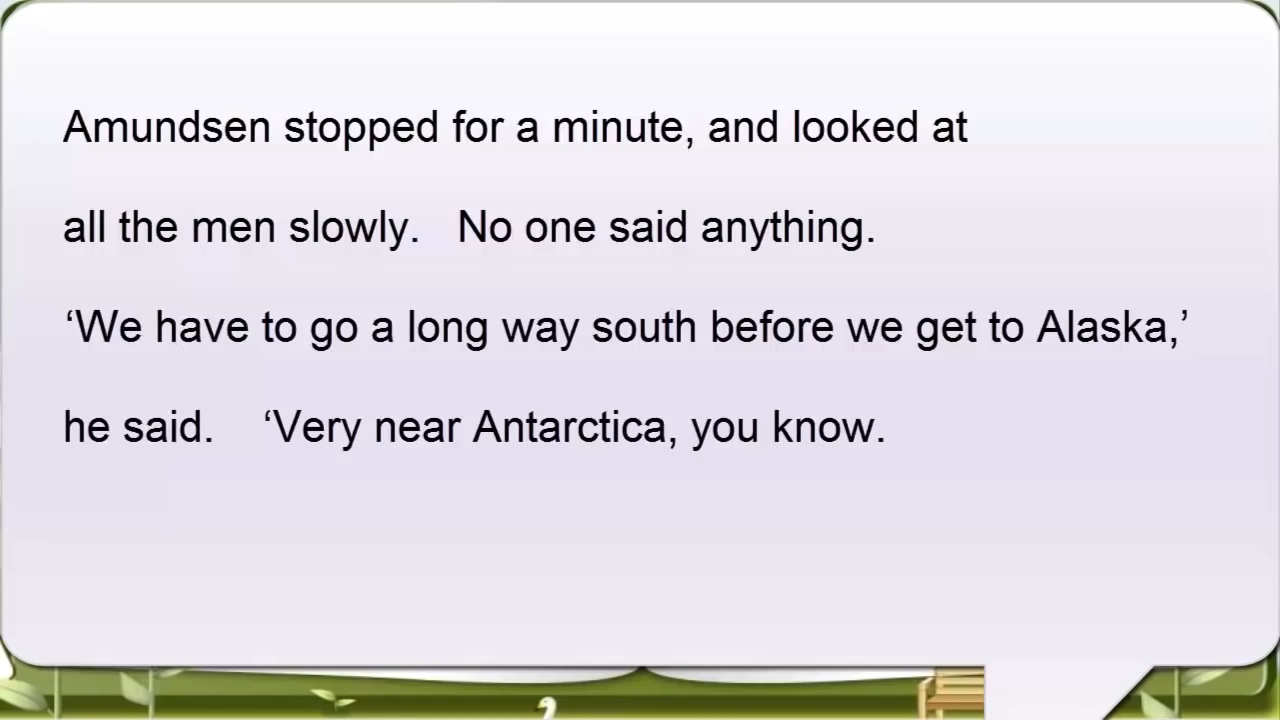 Amundsen stopped for a minute, and looked at
all the men slowly.   No one said anything.
‘We have to go a long way south before we get to Alaska,’
he said.    ‘Very near Antarctica, you know.